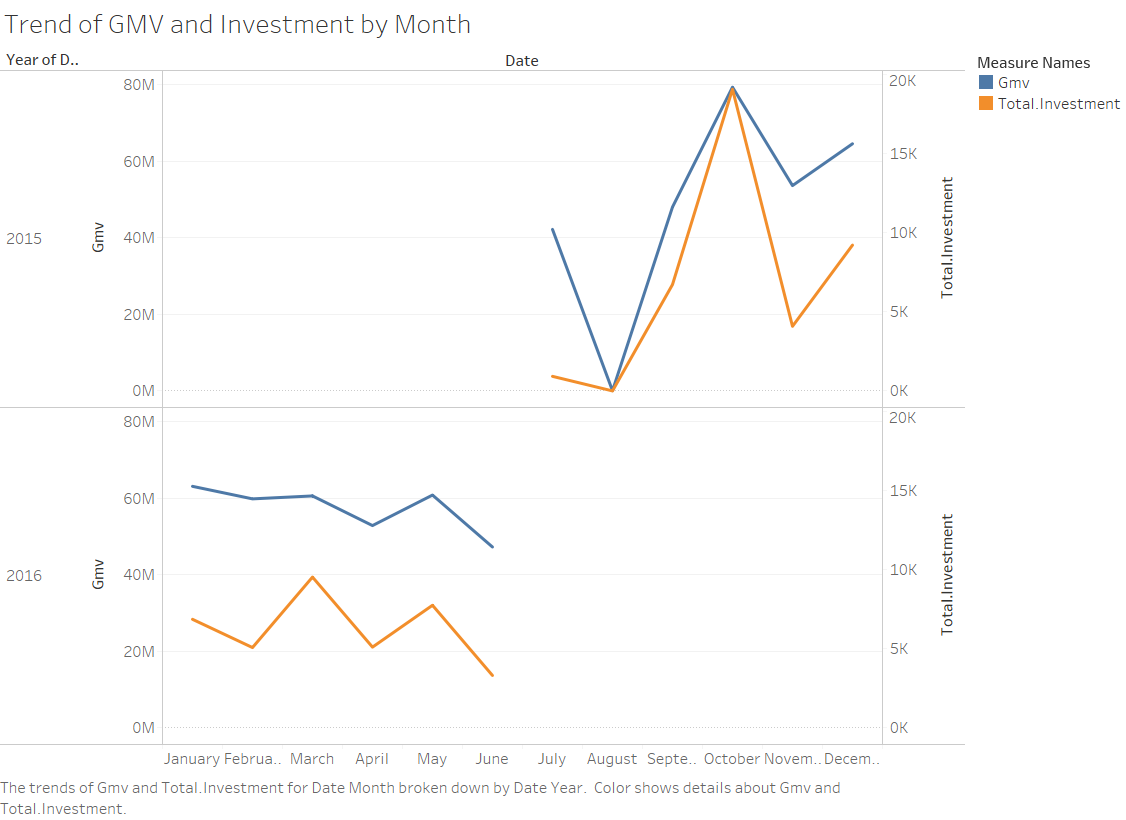 Trend of GMV and Investment by Month
Year of D..
Date
Measure Names
Gmv
Total.Investment
2015
Gmv
80M
60M
40M
20M
0M
20K
15K
10K
5K
0K
Total.Investment
2016
Gmv
80M
60M
40M
20M
0M
20K
15K
10K
5K
0K
Total.Investment
January Februa.. March April May June July August Septe.. October Novem.. Decem..
The trends of Gmv and Total.Investment for Date Month broken down by Date Year. Color shows details about Gmv and
Total.Investment.